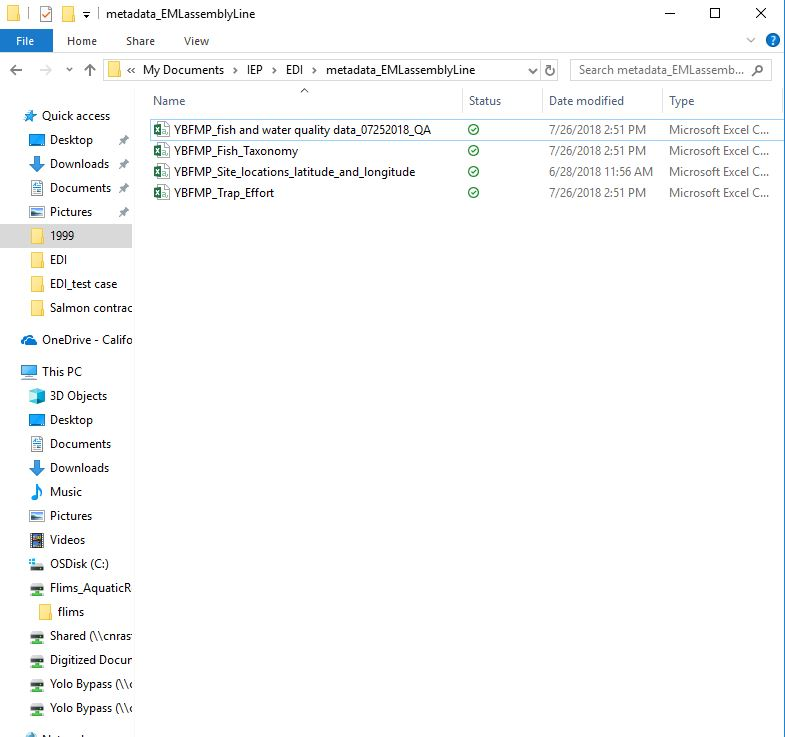 metadata_EMLassemblyLine
File Home Share View
« My Documents > IEP > EDI > metadata_EMLassemblyLine
Search metadata_EMLassemb...
Name Status Date modified Type
YBFMP_fish and water quality data_07252018_QA 7/26/2018 2:51 PM Microsoft Excel C...
YBFMP_Fish_Taxonomy 7/26/2018 2:51 PM Microsoft Excel C...
YBFMP_Site_locations_latitude_and_longitude 6/28/2018 11:56 AM Microsoft Excel C...
YBFMP_Trap_Effort 7/26/2018 2:51 PM Microsoft Excel C...
Quick access
Desktop
Downloads
Documents
Pictures
1999
EDI
EDI_test case
Salmon contrac
OneDrive - Califo
This PC
3D Objects
Desktop
Documents
Downloads
Music
Pictures
Videos
OSDisk (C:)
Flims_AquaticR
flims
Shared (\\cnras
Digitized Docun
Yolo Bypass (\\c
Yolo Bypass (\\c